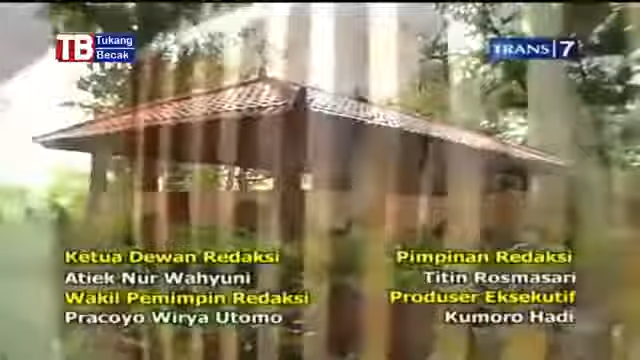 TB Tukang
Becak
TRANS|7
Ketua Dewan Redaksi
Atiek Nur Wahyuni
Wakil Pemimpin Redaksi
Pracoyo Wirya Utomo
Pimpinan Redaksi
Titin Rosmasari
Produser Eksekutif
Kumoro Hadi